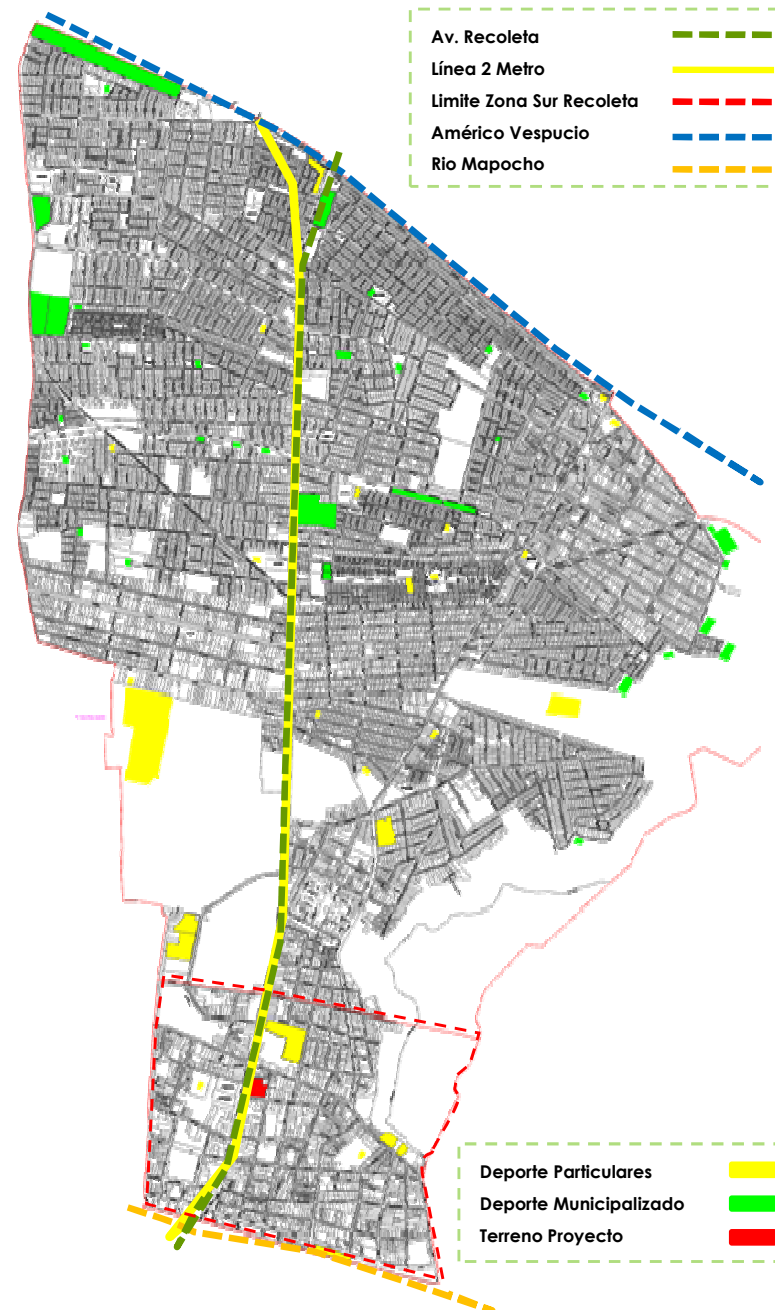 Av. Recoleta
Línea 2 Metro
Limite Zona Sur Recoleta
Américo Vespucio
Rio Mapocho
Deporte Particulares
Deporte Municipalizado
Terreno Proyecto